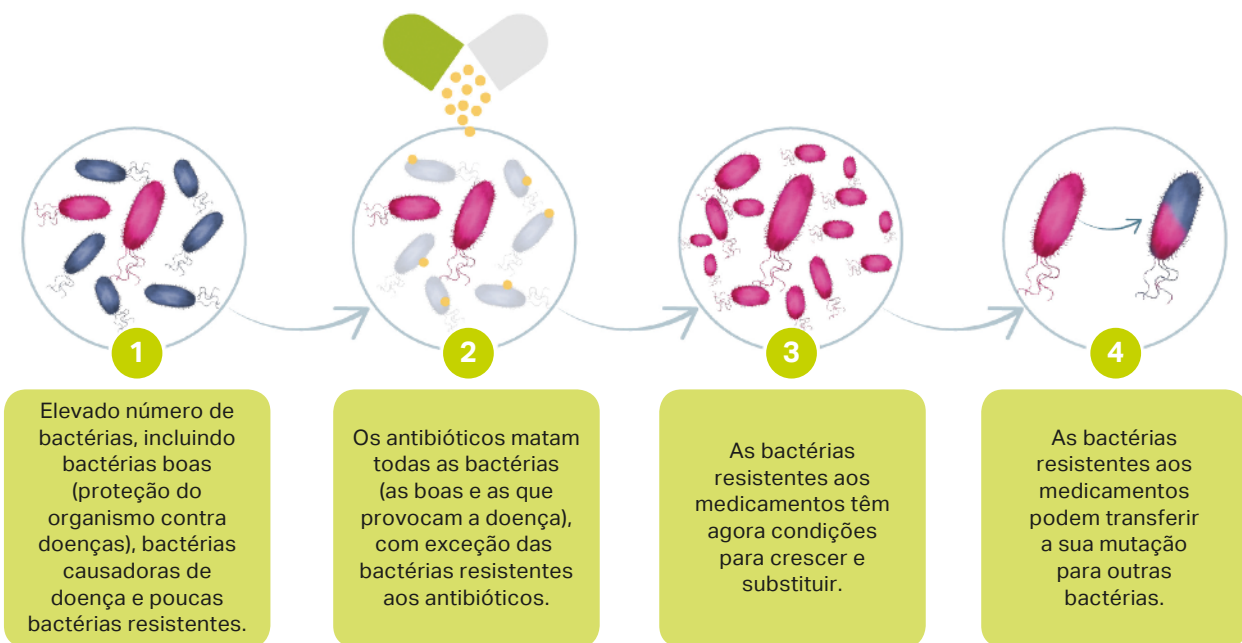 1
Elevado número de
bactérias, incluindo
bactérias boas
(proteção do
organismo contra
doenças), bactérias
causadoras de
doença e poucas
bactérias resistentes.
2
Os antibióticos matam
todas as bactérias
(as boas e as que
provocam a doença),
com exceção das
bactérias resistentes
aos antibióticos.
3
As bactérias
resistentes aos
medicamentos têm
agora condições
para crescer e
substituir.
4
As bactérias
resistentes aos
medicamentos
podem transferir
a sua mutação
para outras
bactérias.